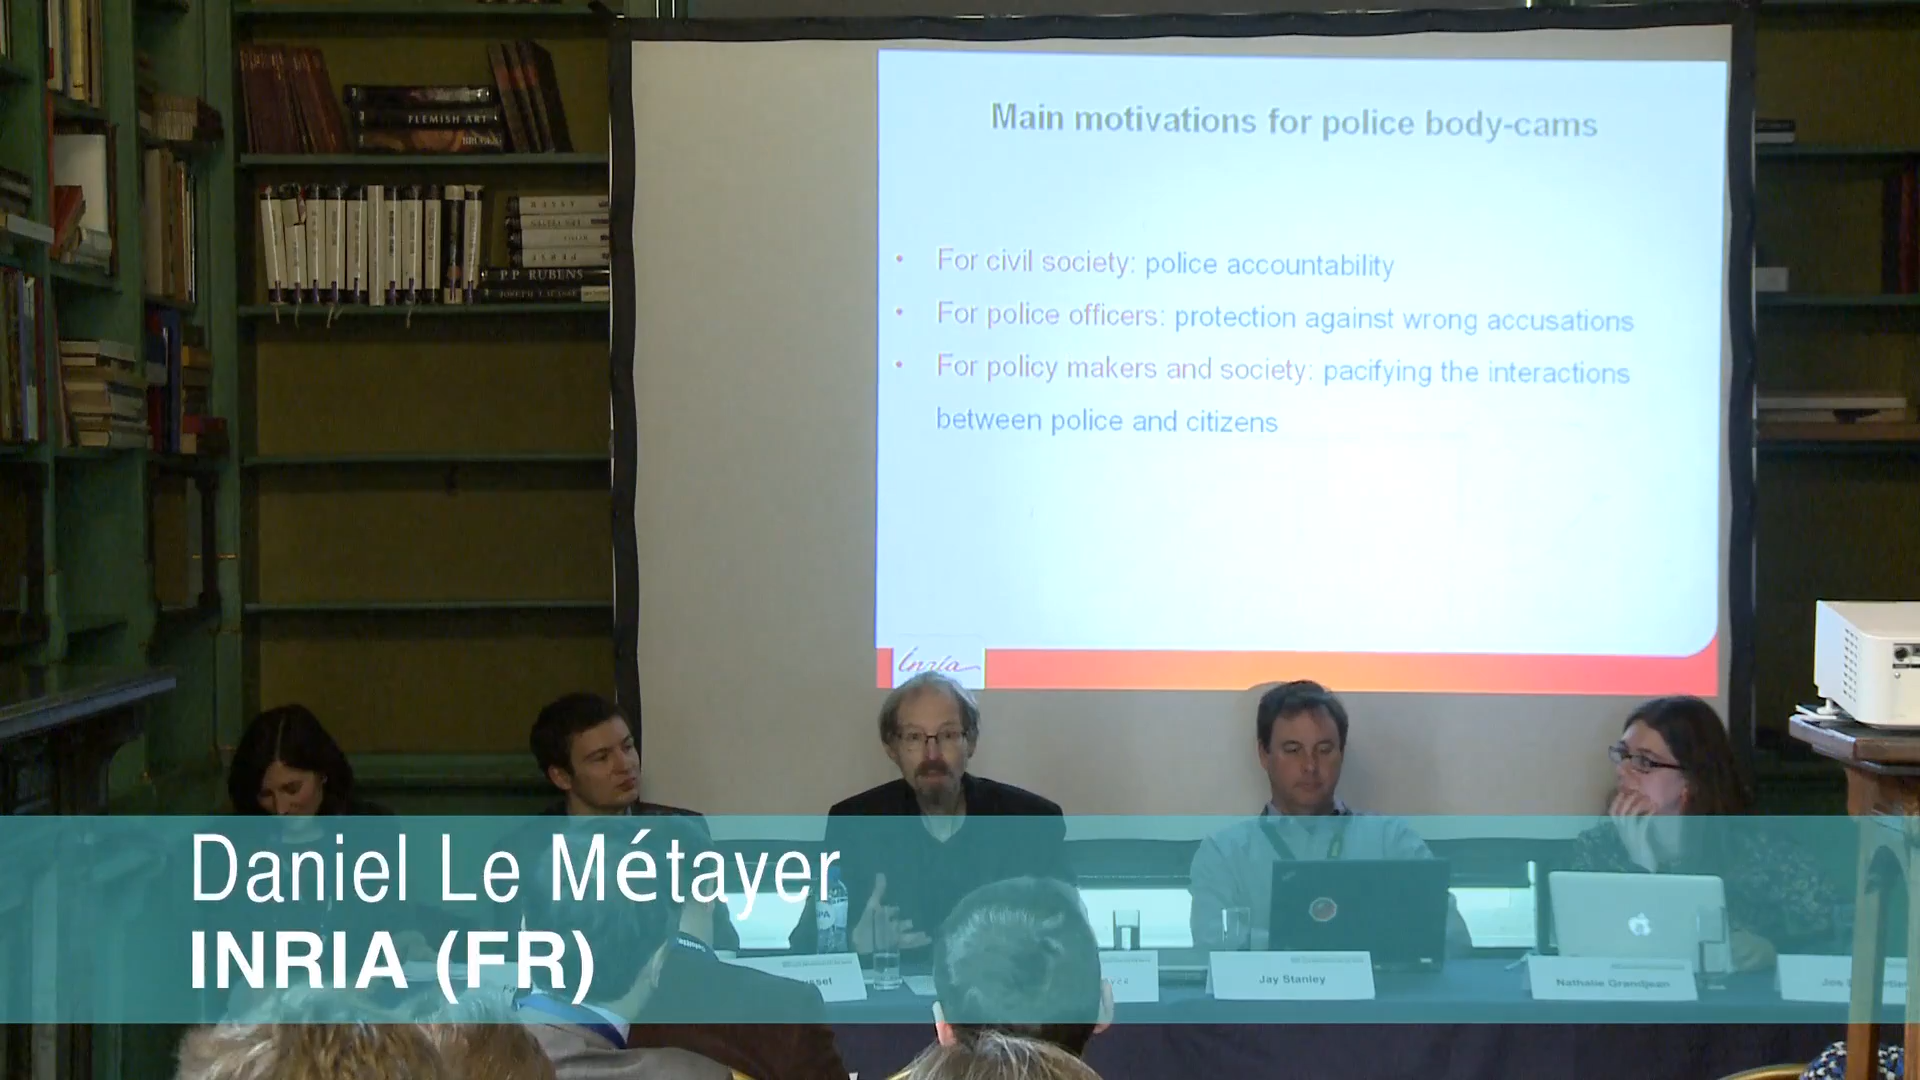 FLEMISH ART
P P RUBENS
Main motivations for police body-cams
• For civil society: police accountability
• For police officers: protection against wrong accusations
• For policy makers and society: pacifying the interactions
between police and citizens
Inria
Daniel Le Métayer
INRIA (FR)
Jay Stanley
Nathalie Grandjean